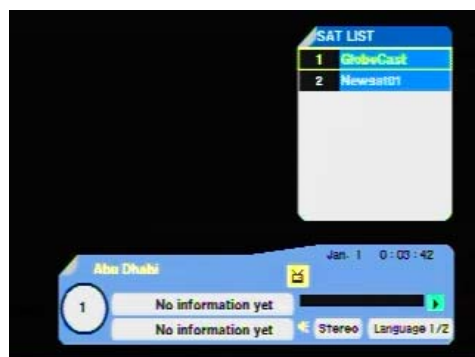 SAT LIST
1 GlobeCast
2 Newsat01
Abu Dhabi
Jan. 1 0:03:42
1
No information yet
No information yet
Stereo
Language 1/2